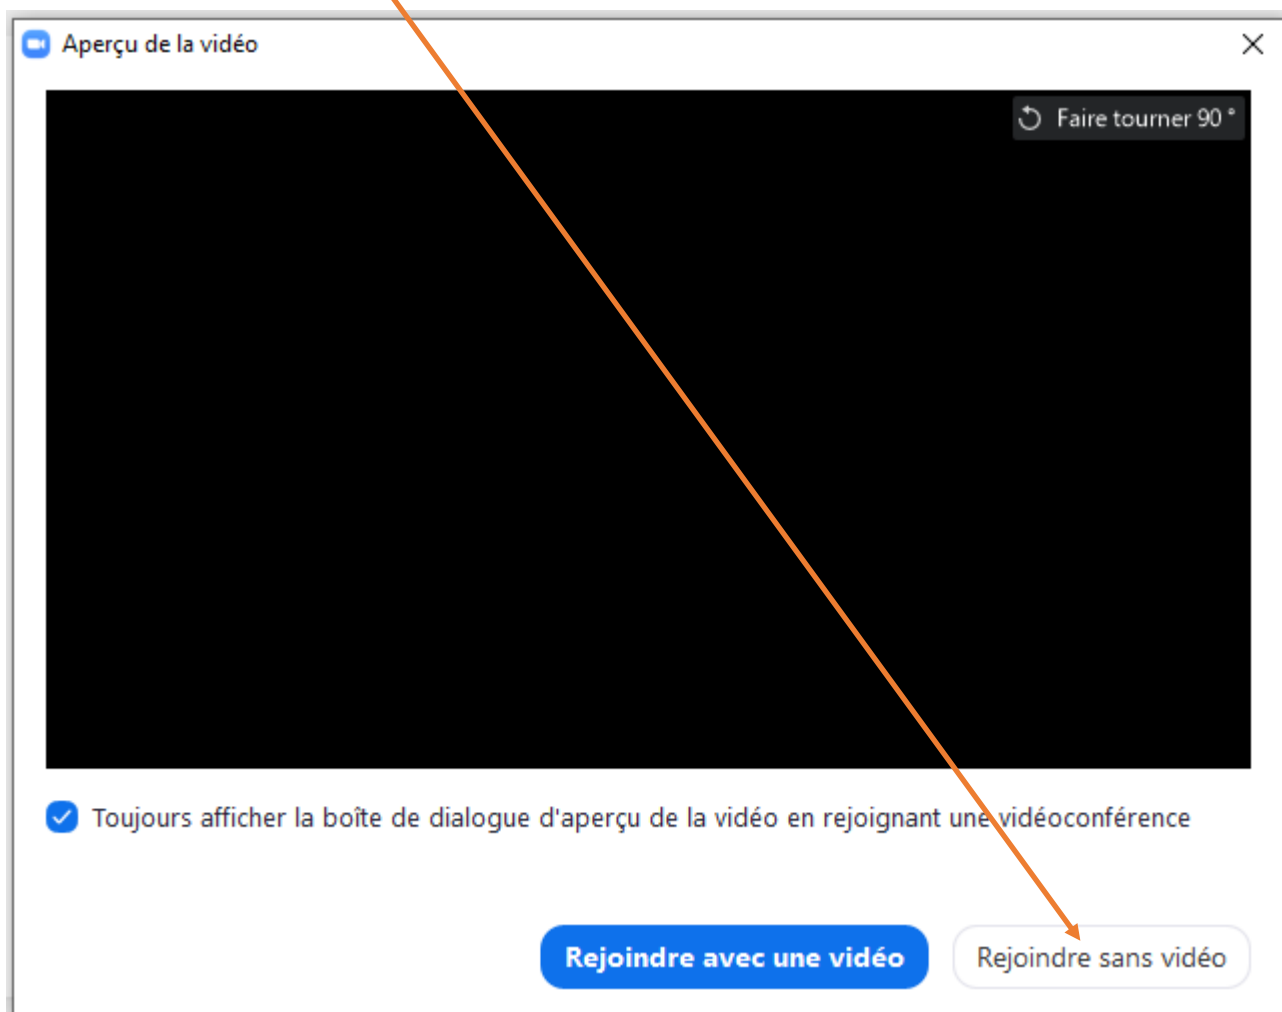 Aperçu de la vidéo
Faire tourner 90 °
Toujours afficher la boîte de dialogue d'aperçu de la vidéo en rejoignant une vidéoconférence
Rejoindre avec une vidéo
Rejoindre sans vidéo